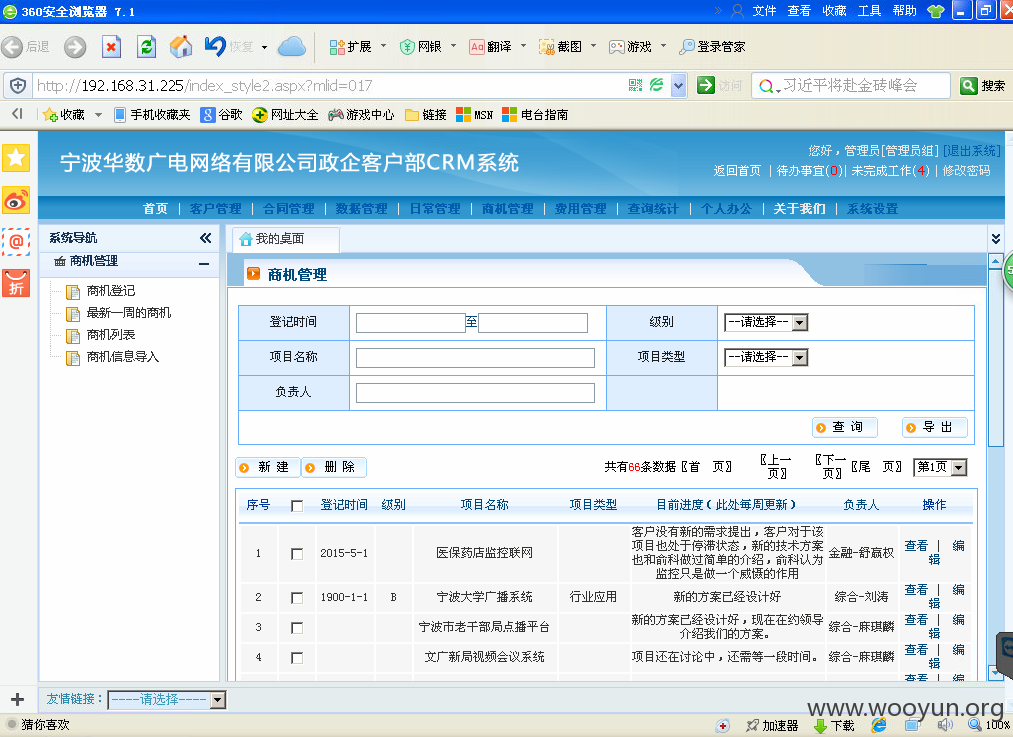 360安全浏览器 7.1
文件 查看 收藏 工具 帮助
后退 恢复 扩展 网银 翻译 截图 游戏 登录管家
http://192.168.31.225/index_style2.aspx?mlid=017 访问 习近平将赴金砖峰会 搜索
收藏 手机收藏夹 谷歌 网址大全 游戏中心 链接 MSN 电台指南
宁波华数广电网络有限公司政企客户部CRM系统
您好，管理员[管理员组] [退出系统]
返回首页 | 待办事宜(0)| 未完成工作(4) | 修改密码
首页 | 客户管理 | 合同管理 | 数据管理 | 日常管理 | 商机管理 | 费用管理 | 查询统计 | 个人办公 | 关于我们 | 系统设置
系统导航
商机管理
商机登记
最新一周的商机
商机列表
商机信息导入
我的桌面
商机管理
登记时间 至 级别 --请选择--
项目名称 项目类型 --请选择--
负责人
查 询 导 出
新 建 删 除 共有66条数据〖首 页〗 〖上一页〗 〖下一页〗〖尾 页〗 第1页
序号 登记时间 级别 项目名称 项目类型 目前进度（此处每周更新） 负责人 操作
1 2015-5-1 医保药店监控联网 客户没有新的需求提出，客户对于该项目也处于停滞状态，新的技术方案也和俞科做过简单的介绍，俞科认为监控只是做一个威慑的作用 金融-舒赢权 查看 | 编辑
2 1900-1-1 B 宁波大学广播系统 行业应用 新的方案已经设计好 综合-刘涛 查看 | 编辑
3 宁波市老干部局点播平台 新的方案已经设计好，现在在约领导介绍我们的方案。 综合-麻琪麟 查看 | 编辑
4 文广新局视频会议系统 项目还在讨论中，还需等一段时间。 综合-麻琪麟 查看 | 编辑
查看 | 编
友情链接： ----请选择----
www.wooyun.org
猜你喜欢 加速器 下载 100%